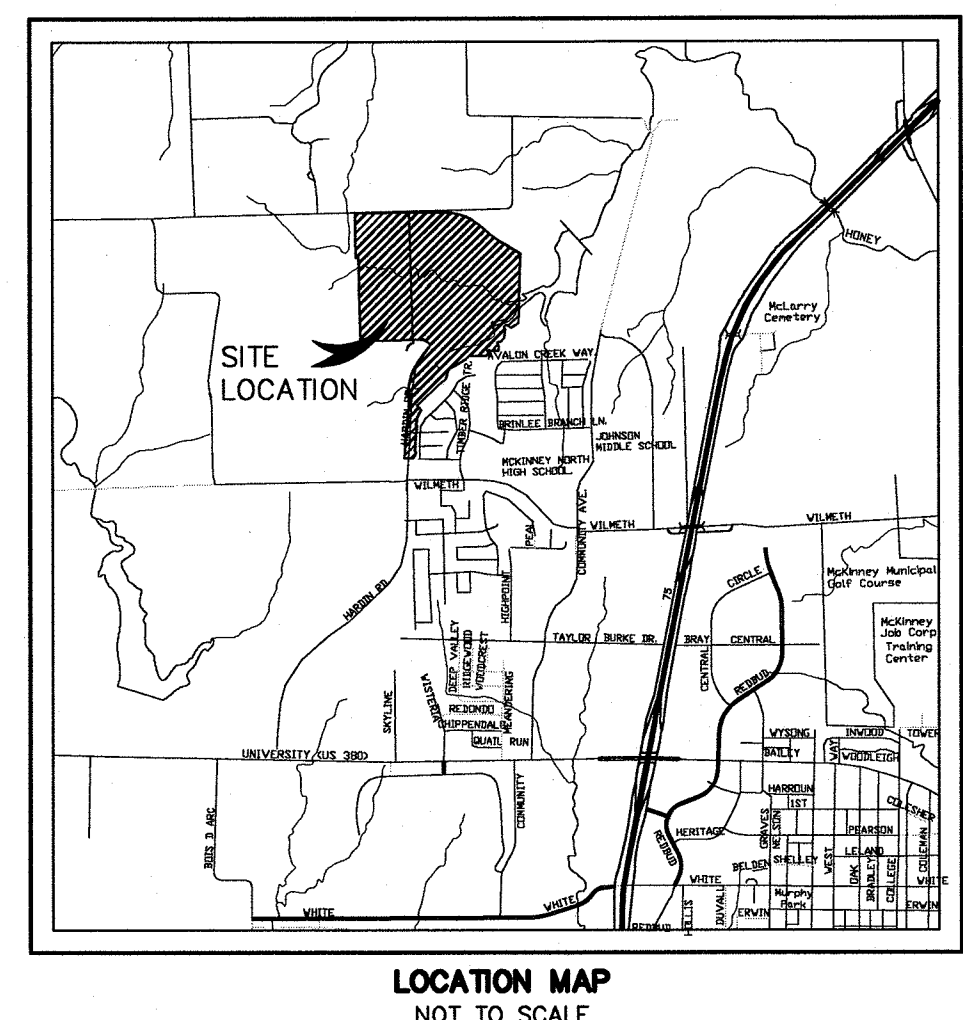 HONEY
McLarry
Cemetery
SITE
LOCATION
AVALON CREEK WAY.
TIMBER RIDGE TR.
HARDIN RD
BRINLEE BRANCH LN.
JOHNSON
MIDDLE SCHOOL
MCKINNEY NORTH
HIGH SCHOOL
WILMETH
WILMETH
WILMETH
COMMUNITY AVE.
PEAL
HIGHPOINT
HARDIN RD
75
CIRCLE
McKinney Municipal
Golf Course
McKinney
Job Corp
Training
Center
TAYLOR BURKE DR.
BRAY
CENTRAL
CENTRAL
REDBUD
DEEP VALLEY
RIDGEWOOD
WOODCREST
WISTERIA
SKYLINE
REDONDO
CHIPPENDALE
MEANDERING
QUAIL RUN
UNIVERSITY (US 380)
WYSONG
INWOOD
TOWER
BAILEY
WAY
WOODLEIGH
COMMUNITY
BOIS D ARC
HARROUN
1ST
COLESHER
GRAVES
NELSON
PEARSON
HERITAGE
REDBUD
WEST
LELAND
COLEMAN
OAK
BRADLEY
COLLEGE
BELDEN
SHELLEY
WHITE
WHITE
WHITE
WHITE
Murphy
Park
HOLLIS
DUVALL
ERWIN
ERWIN
REDBUD
LOCATION MAP
NOT TO SCALE